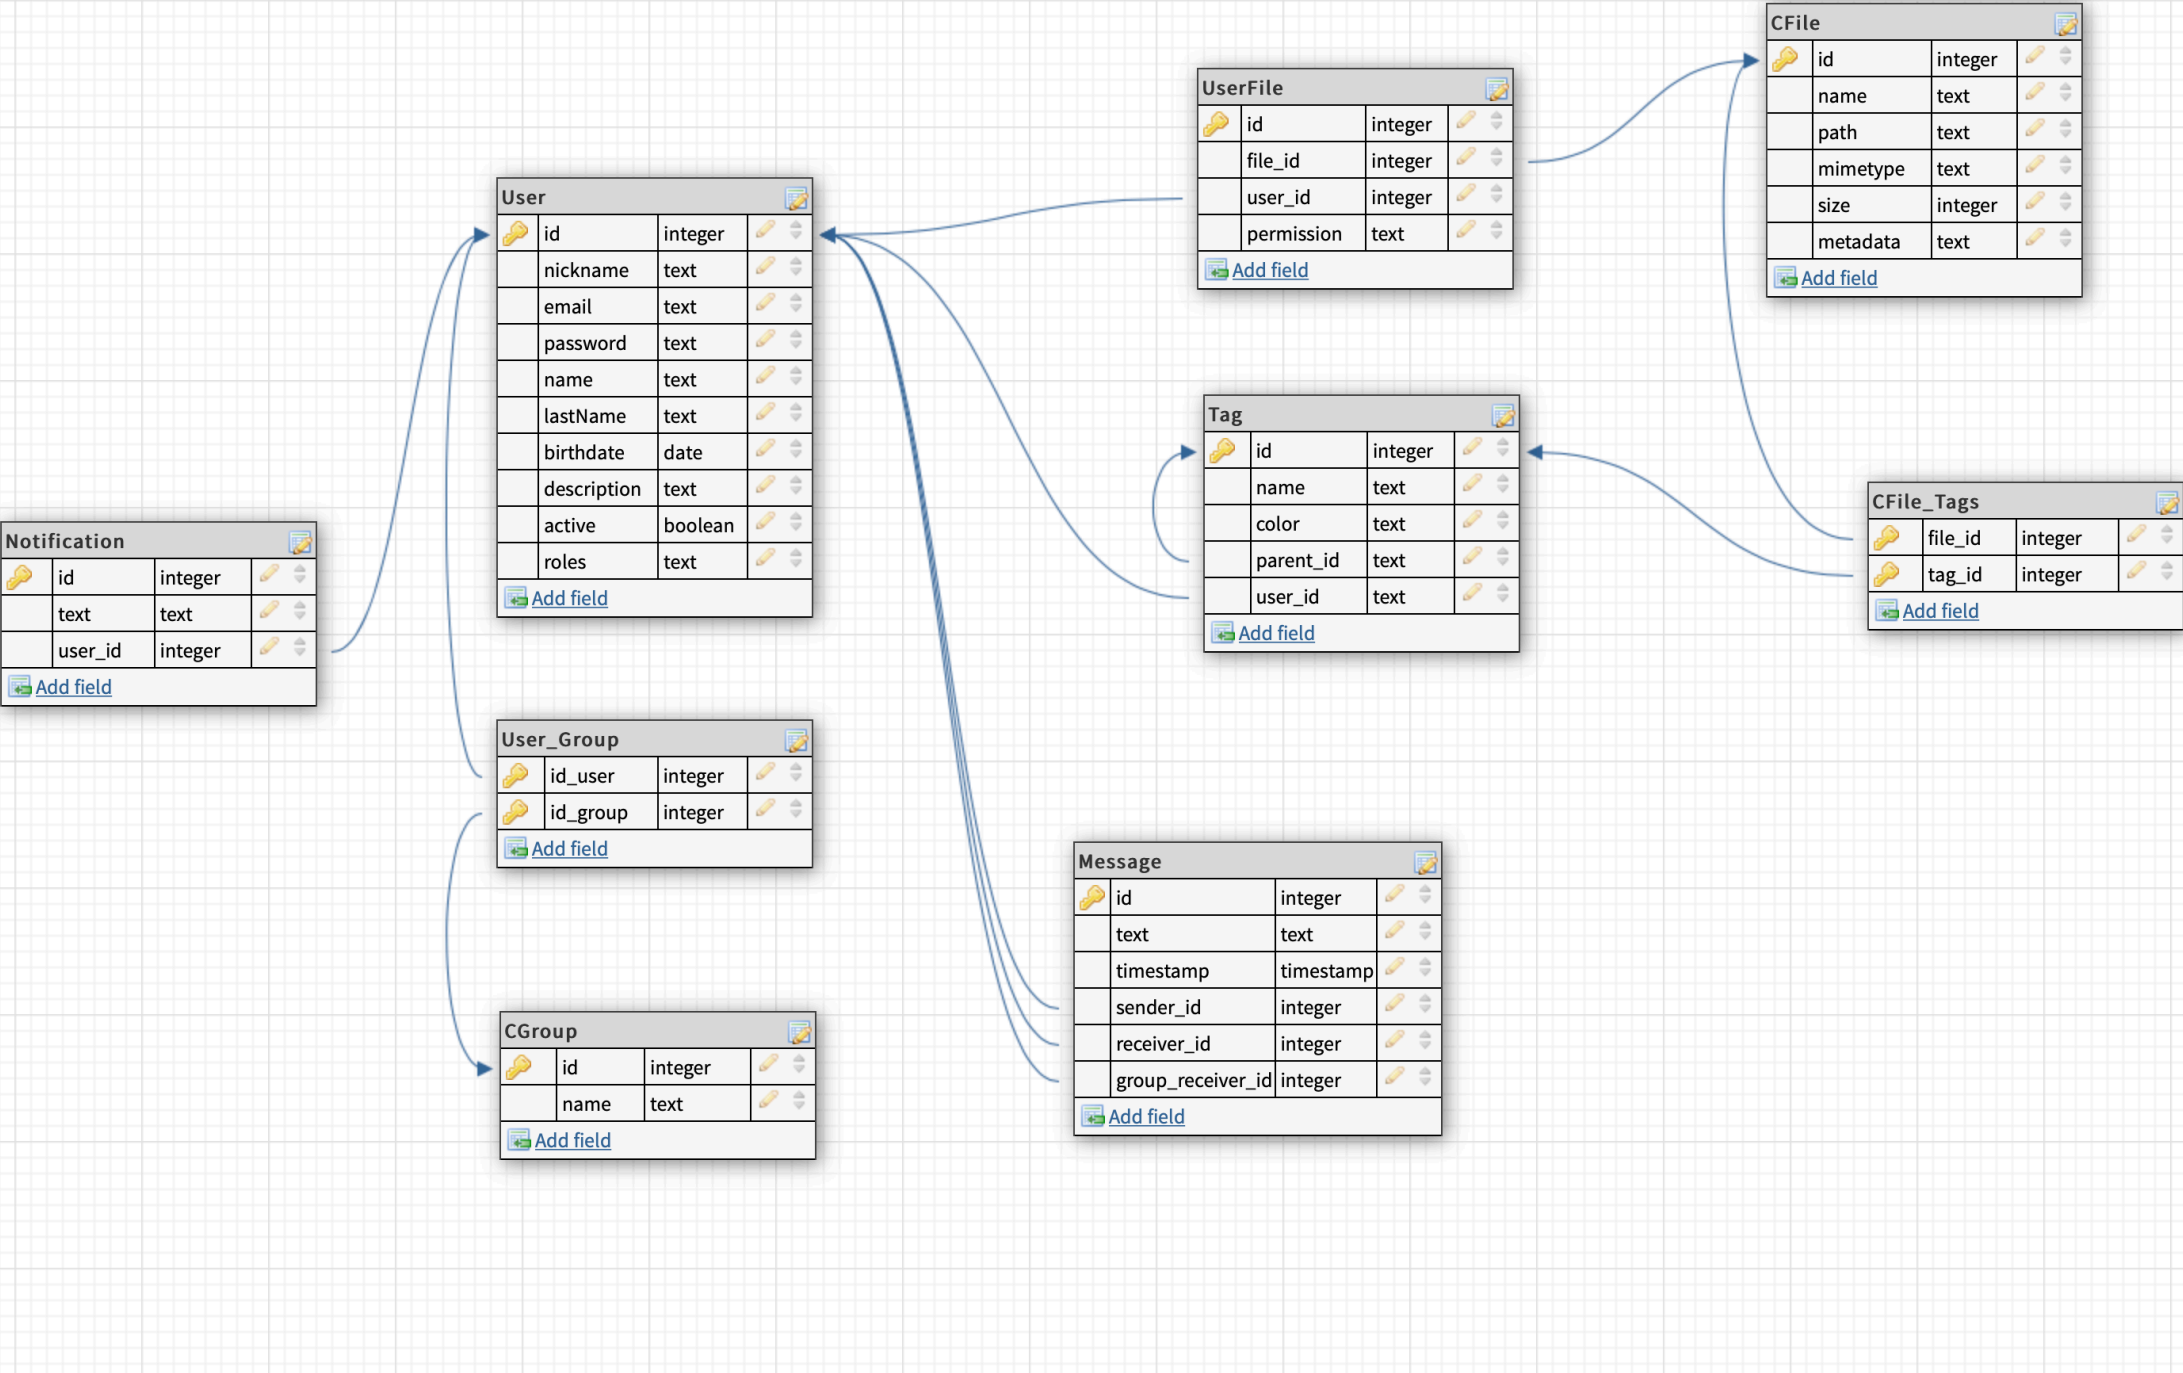 CFile
id integer
name text
path text
mimetype text
size integer
metadata text
Add field
UserFile
id integer
file_id integer
user_id integer
permission text
Add field
User
id integer
nickname text
email text
password text
name text
lastName text
birthdate date
description text
active boolean
roles text
Add field
Tag
id integer
name text
color text
parent_id text
user_id text
Add field
CFile_Tags
file_id integer
tag_id integer
Add field
Notification
id integer
text text
user_id integer
Add field
User_Group
id_user integer
id_group integer
Add field
Message
id integer
text text
timestamp timestamp
sender_id integer
receiver_id integer
group_receiver_id integer
Add field
CGroup
id integer
name text
Add field